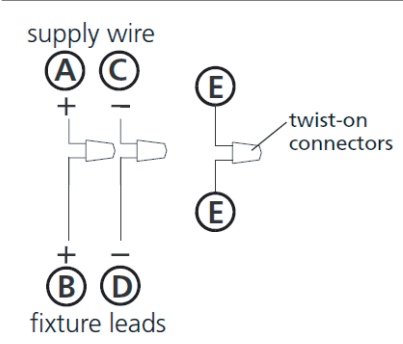 supply wire
A C
+ −
E
twist-on
connectors
E
+ −
B D
fixture leads